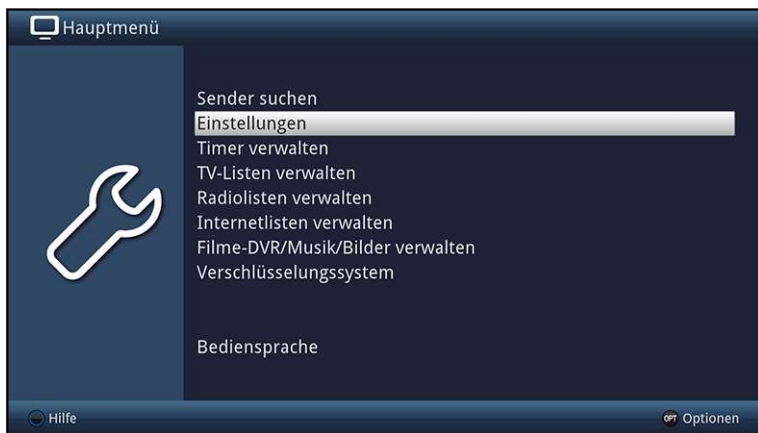 Hauptmenü
Sender suchen
Einstellungen
Timer verwalten
TV-Listen verwalten
Radiolisten verwalten
Internetlisten verwalten
Filme-DVR/Musik/Bilder verwalten
Verschlüsselungssystem
Bediensprache
Hilfe
OPT Optionen